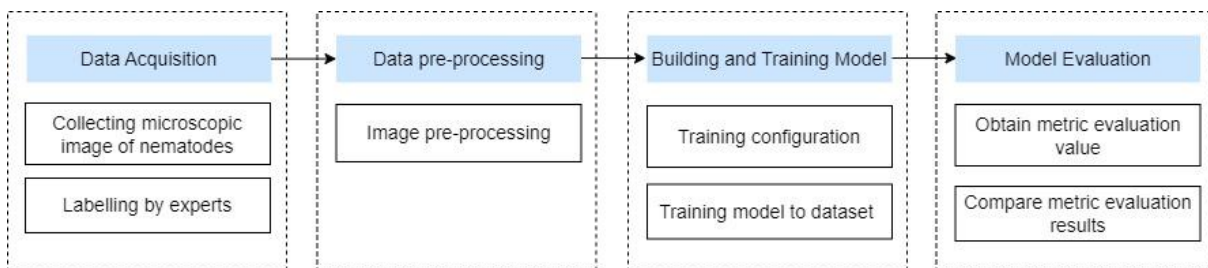 Data Acquisition
Collecting microscopic
image of nematodes
Labelling by experts
Data pre-processing
Image pre-processing
Building and Training Model
Training configuration
Training model to dataset
Model Evaluation
Obtain metric evaluation
value
Compare metric evaluation
results